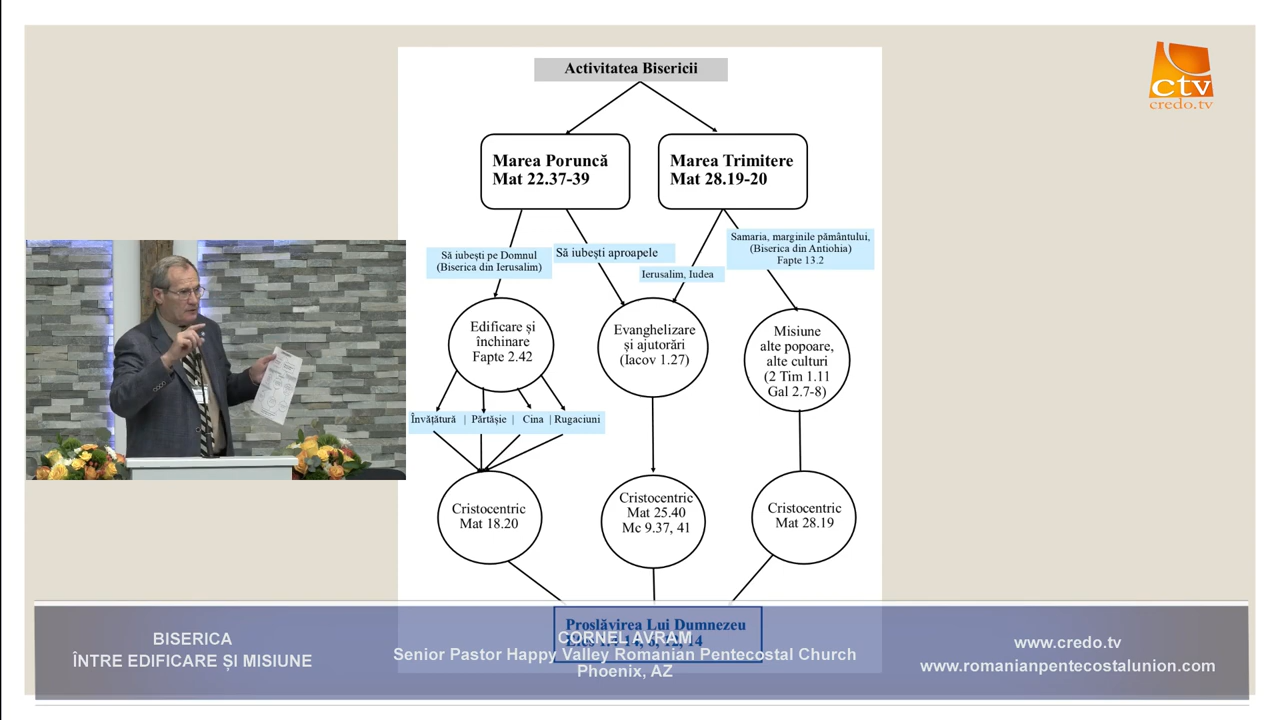 Activitatea Bisericii
Marea Poruncă
Mat 22.37-39
Marea Trimitere
Mat 28.19-20
Să iubești pe Domnul
(Biserica din Ierusalim)
Să iubești aproapele
Ierusalim, Iudea
Samaria, marginile pământului,
(Biserica din Antiohia)
Fapte 13.2
Edificare și
închinare
Fapte 2.42
Evanghelizare
și ajutorări
(Iacov 1.27)
Misiune
alte popoare,
alte culturi
(2 Tim 1.11
Gal 2.7-8)
Învățătură | Părtășie | Cina | Rugaciuni
Cristocentric
Mat 18.20
Cristocentric
Mat 25.40
Mc 9.37, 41
Cristocentric
Mat 28.19
Proslăvirea Lui Dumnezeu
BISERICA
ÎNTRE EDIFICARE ȘI MISIUNE
CORNEL AVRAM
Senior Pastor Happy Valley Romanian Pentecostal Church
Phoenix, AZ
www.credo.tv
www.romanianpentecostalunion.com
ctv
credo.tv